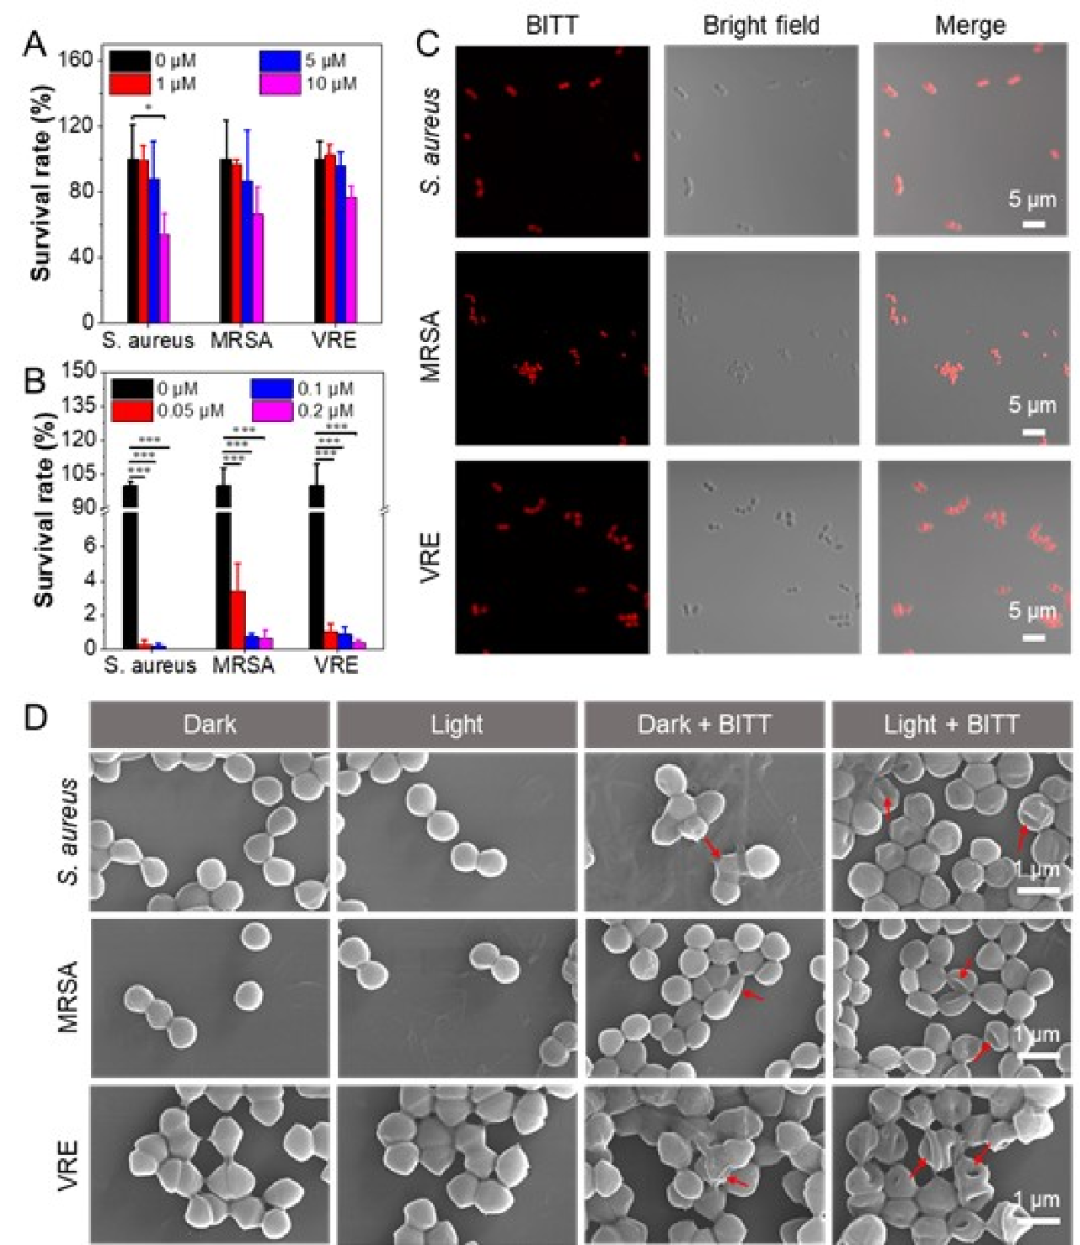 A
160
120
80
40
0
Survival rate (%)
0 μM
5 μM
1 μM
10 μM
*
S. aureus
MRSA
VRE
B
150
135
120
105
90
6
4
2
0
Survival rate (%)
0 μM
0.1 μM
0.05 μM
0.2 μM
***
***
***
***
***
***
***
***
***
S. aureus
MRSA
VRE
C
BITT
Bright field
Merge
S. aureus
5 μm
MRSA
5 μm
VRE
5 μm
D
Dark
Light
Dark + BITT
Light + BITT
S. aureus
1 μm
MRSA
1 μm
VRE
1 μm